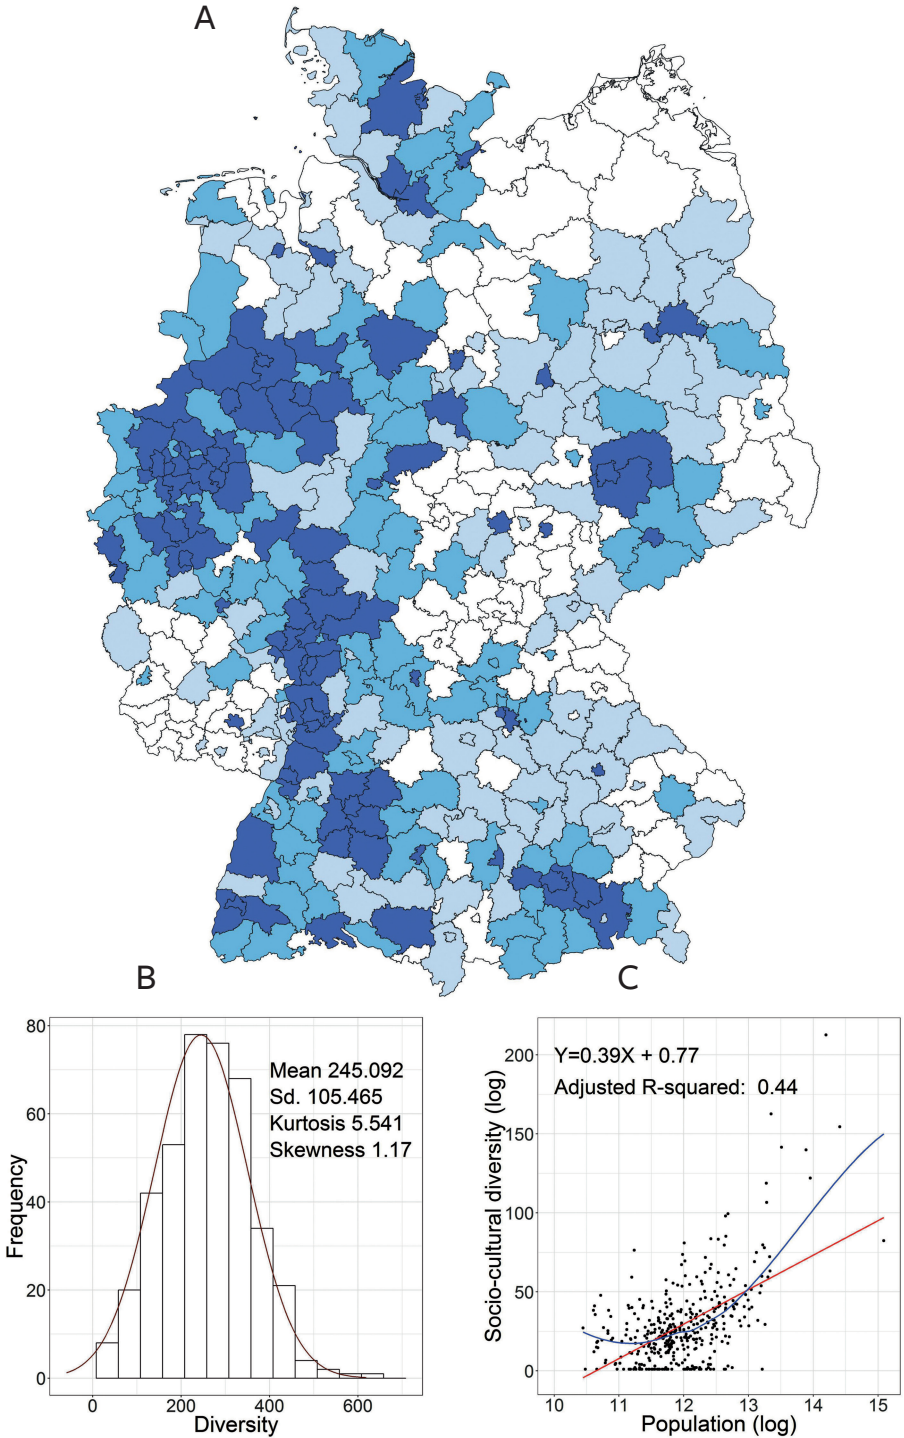 A
B
C
80
60
40
20
0
Frequency
Mean 245.092
Sd. 105.465
Kurtosis 5.541
Skewness 1.17
0
200
400
600
Diversity
Y=0.39X + 0.77
Adjusted R-squared: 0.44
200
150
100
50
0
Socio-cultural diversity (log)
10
11
12
13
14
15
Population (log)